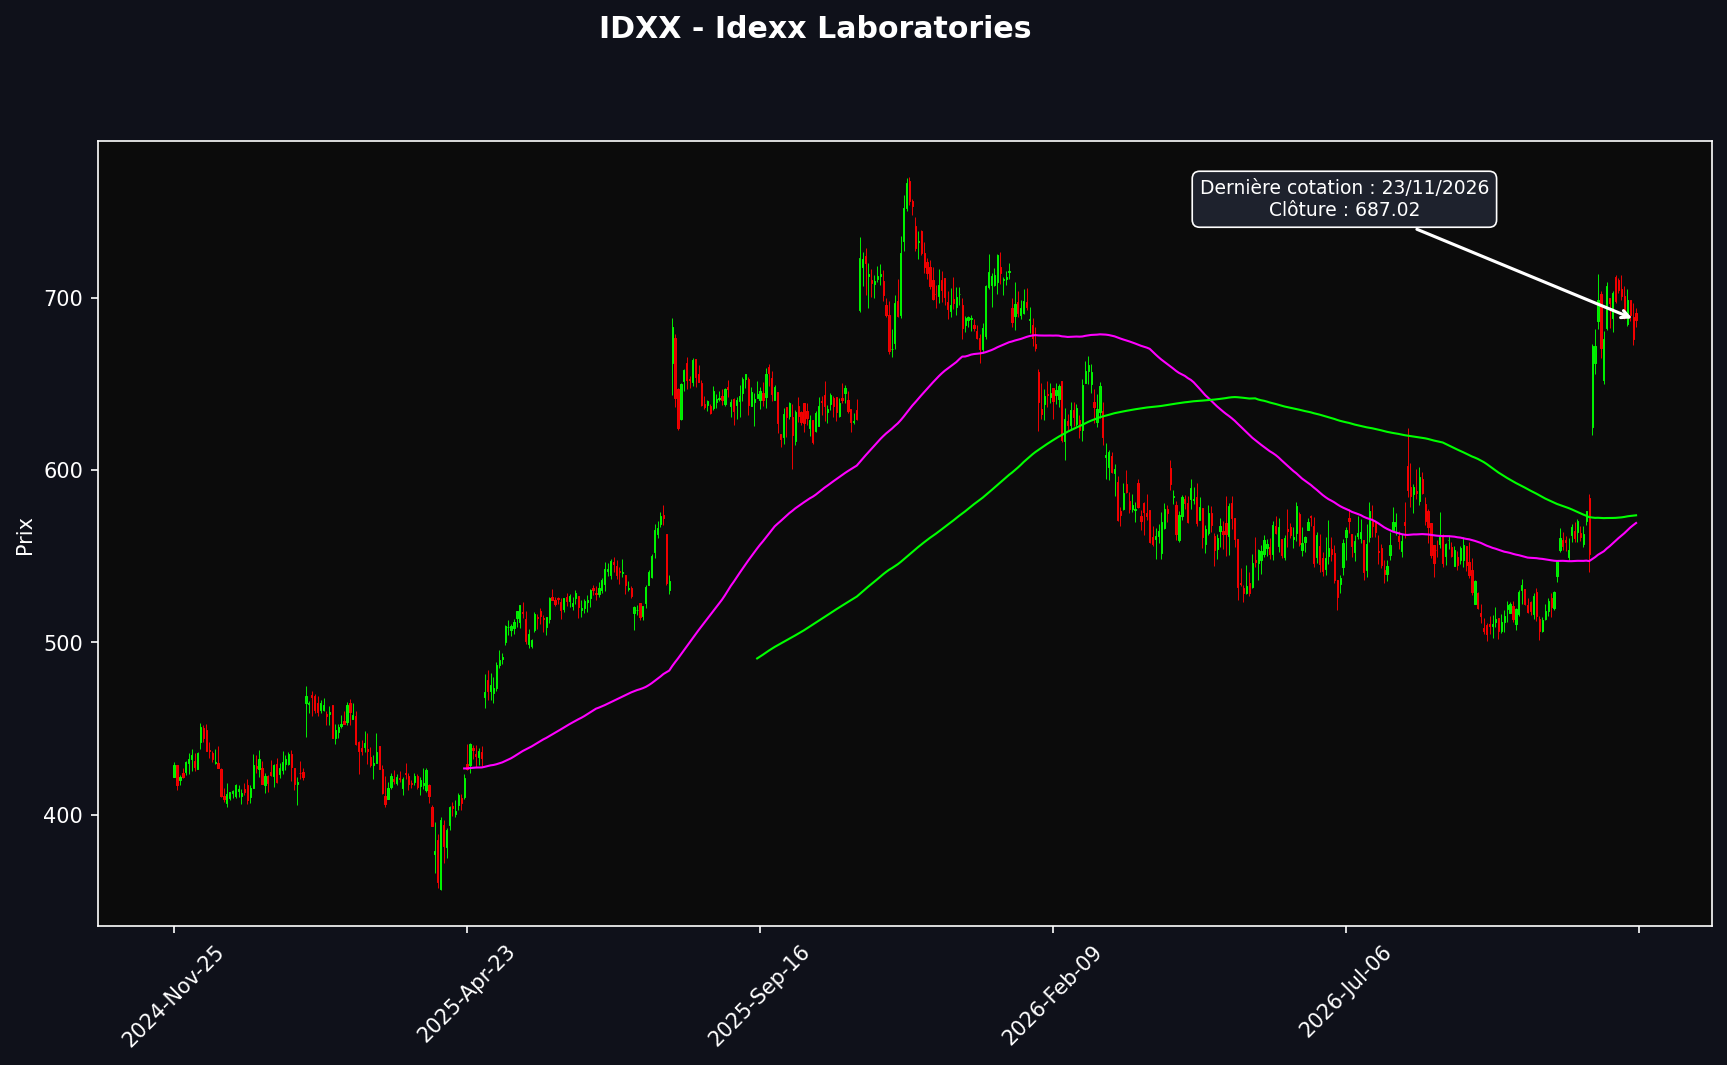 IDXX - Idexx Laboratories
Dernière cotation : 23/11/2026
Clôture : 687.02
Prix
700
600
500
400
2024-Nov-25
2025-Apr-23
2025-Sep-16
2026-Feb-09
2026-Jul-06